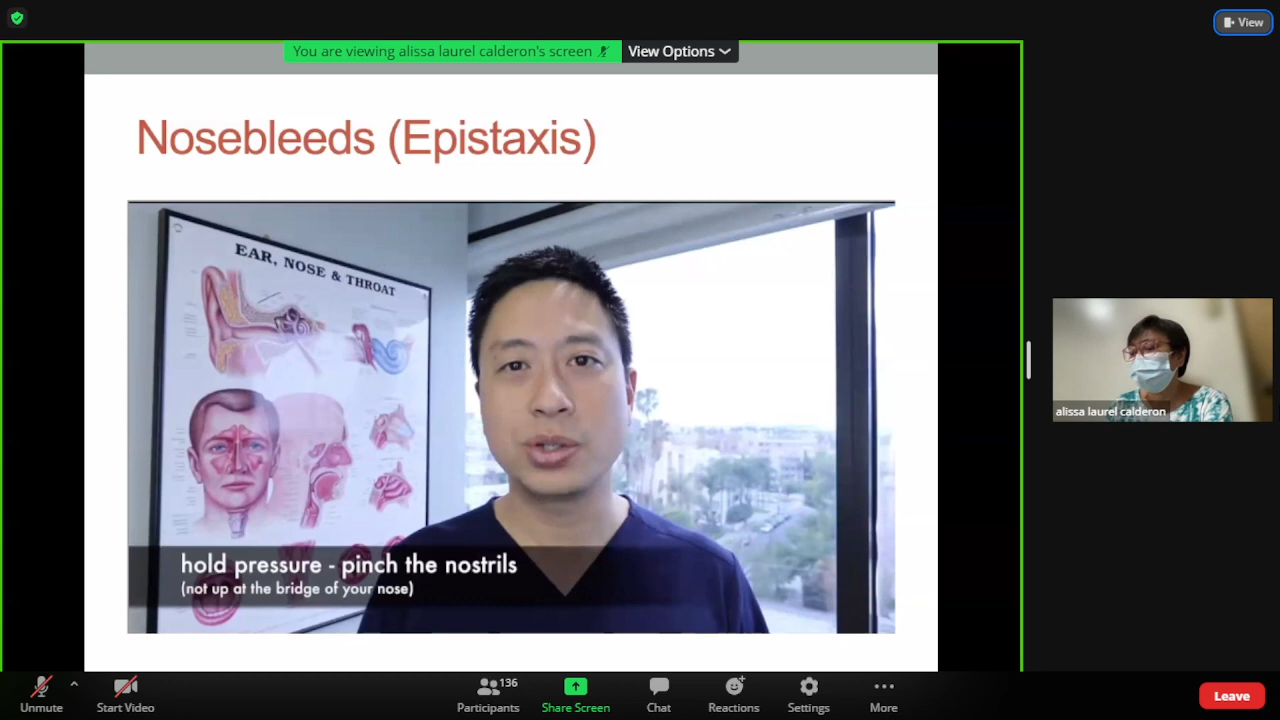 You are viewing alissa laurel calderon's screen
View Options
View
Nosebleeds (Epistaxis)
EAR, NOSE & THROAT
hold pressure - pinch the nostrils
(not up at the bridge of your nose)
alissa laurel calderon
Unmute
Start Video
136
Participants
Share Screen
Chat
Reactions
Settings
More
Leave